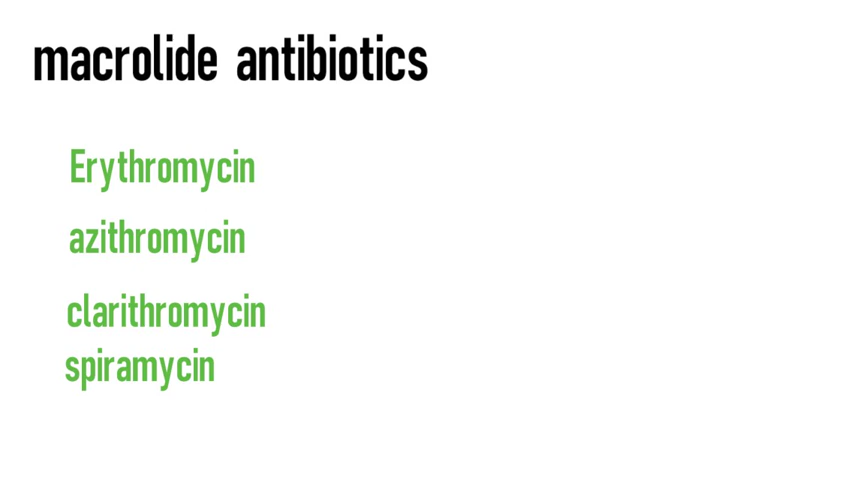 macrolide antibiotics
Erythromycin
azithromycin
clarithromycin
spiramycin